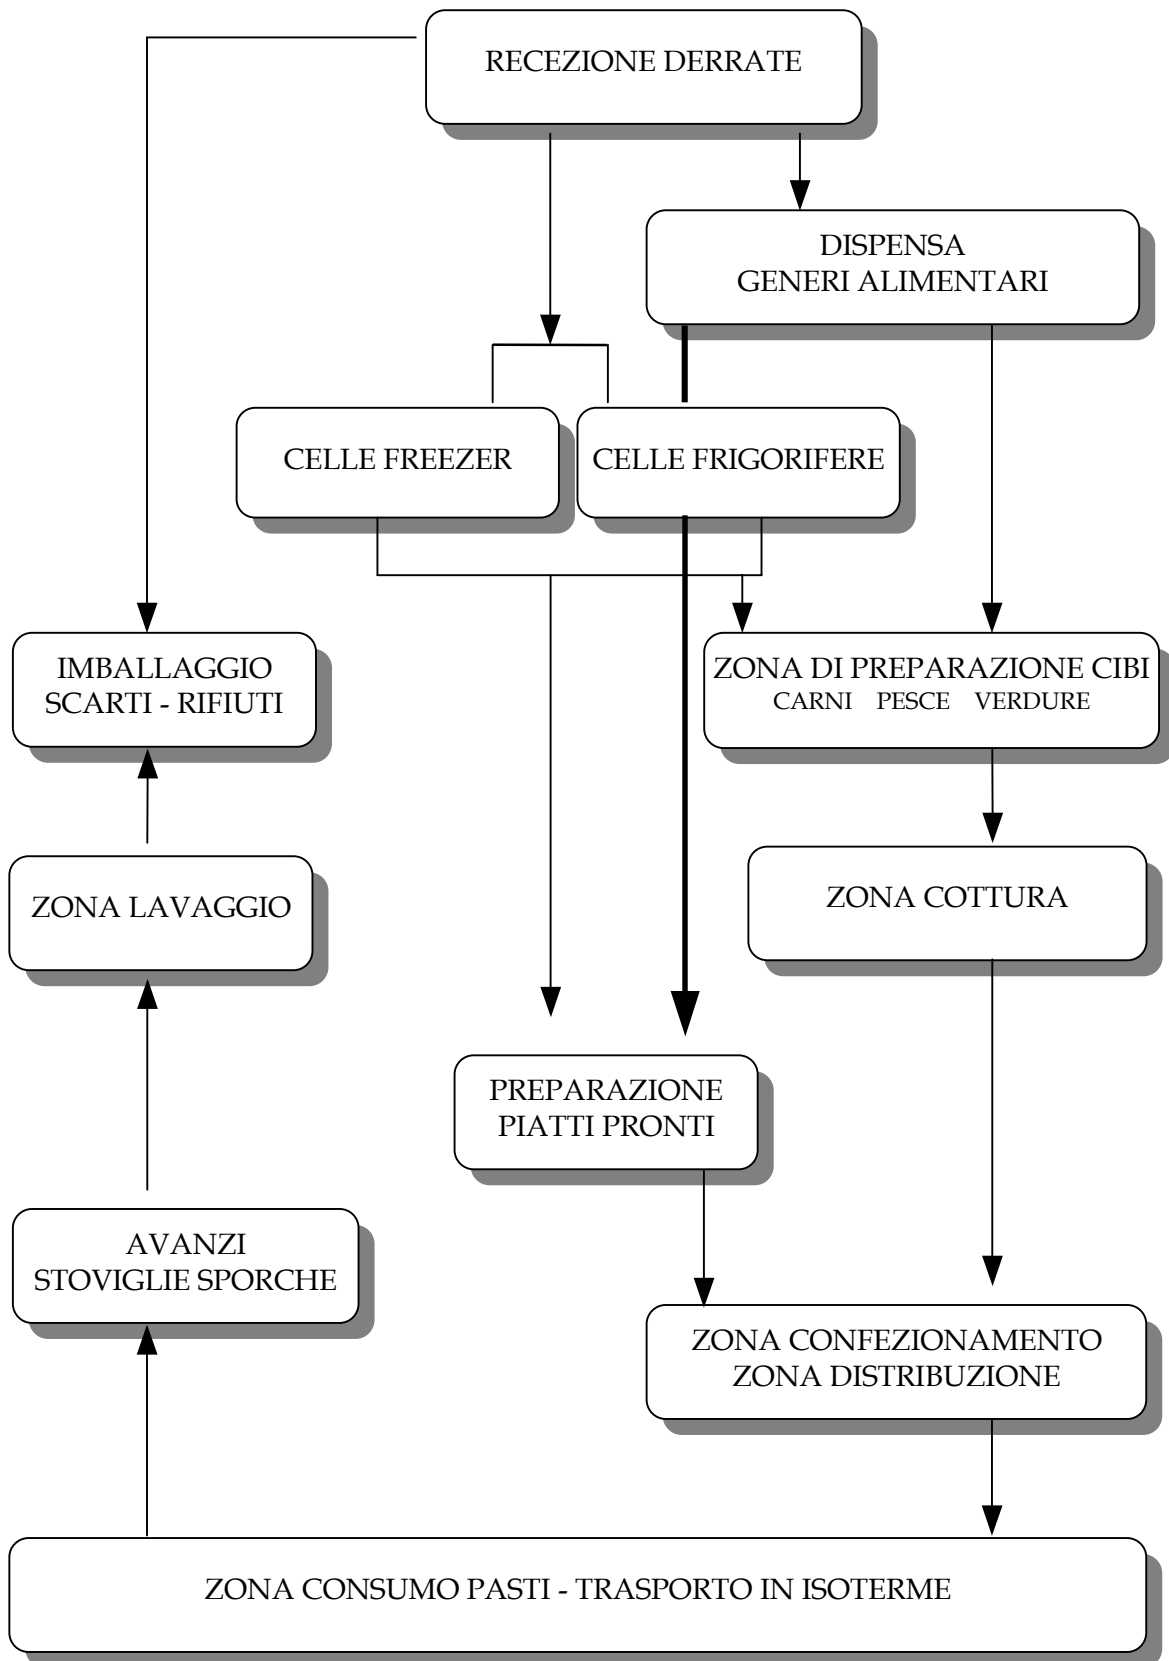 RECEZIONE DERRATE
DISPENSA
GENERI ALIMENTARI
CELLE FREEZER
CELLE FRIGORIFERE
IMBALLAGGIO
SCARTI - RIFIUTI
ZONA DI PREPARAZIONE CIBI
CARNI PESCE VERDURE
ZONA LAVAGGIO
ZONA COTTURA
PREPARAZIONE
PIATTI PRONTI
AVANZI
STOVIGLIE SPORCHE
ZONA CONFEZIONAMENTO
ZONA DISTRIBUZIONE
ZONA CONSUMO PASTI - TRASPORTO IN ISOTERME